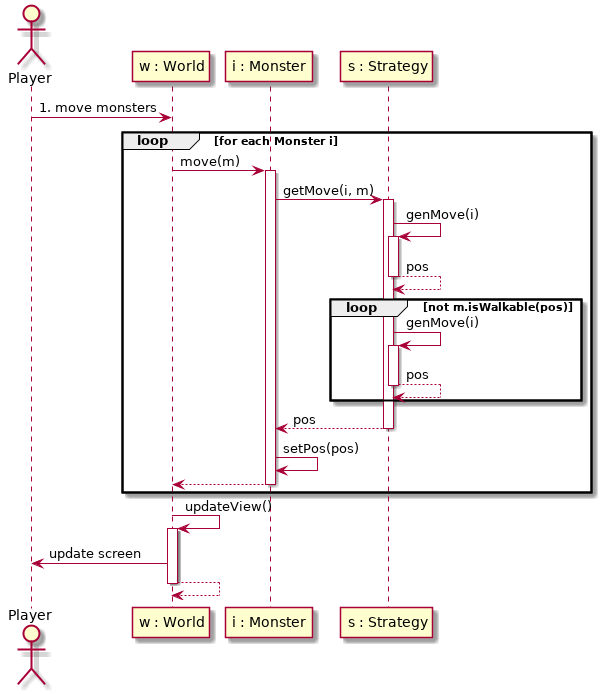 Player
w : World
i : Monster
s : Strategy
1. move monsters
loop
[for each Monster i]
move(m)
getMove(i, m)
genMove(i)
pos
loop
[not m.isWalkable(pos)]
genMove(i)
pos
pos
setPos(pos)
updateView()
update screen
Player
w : World
i : Monster
s : Strategy